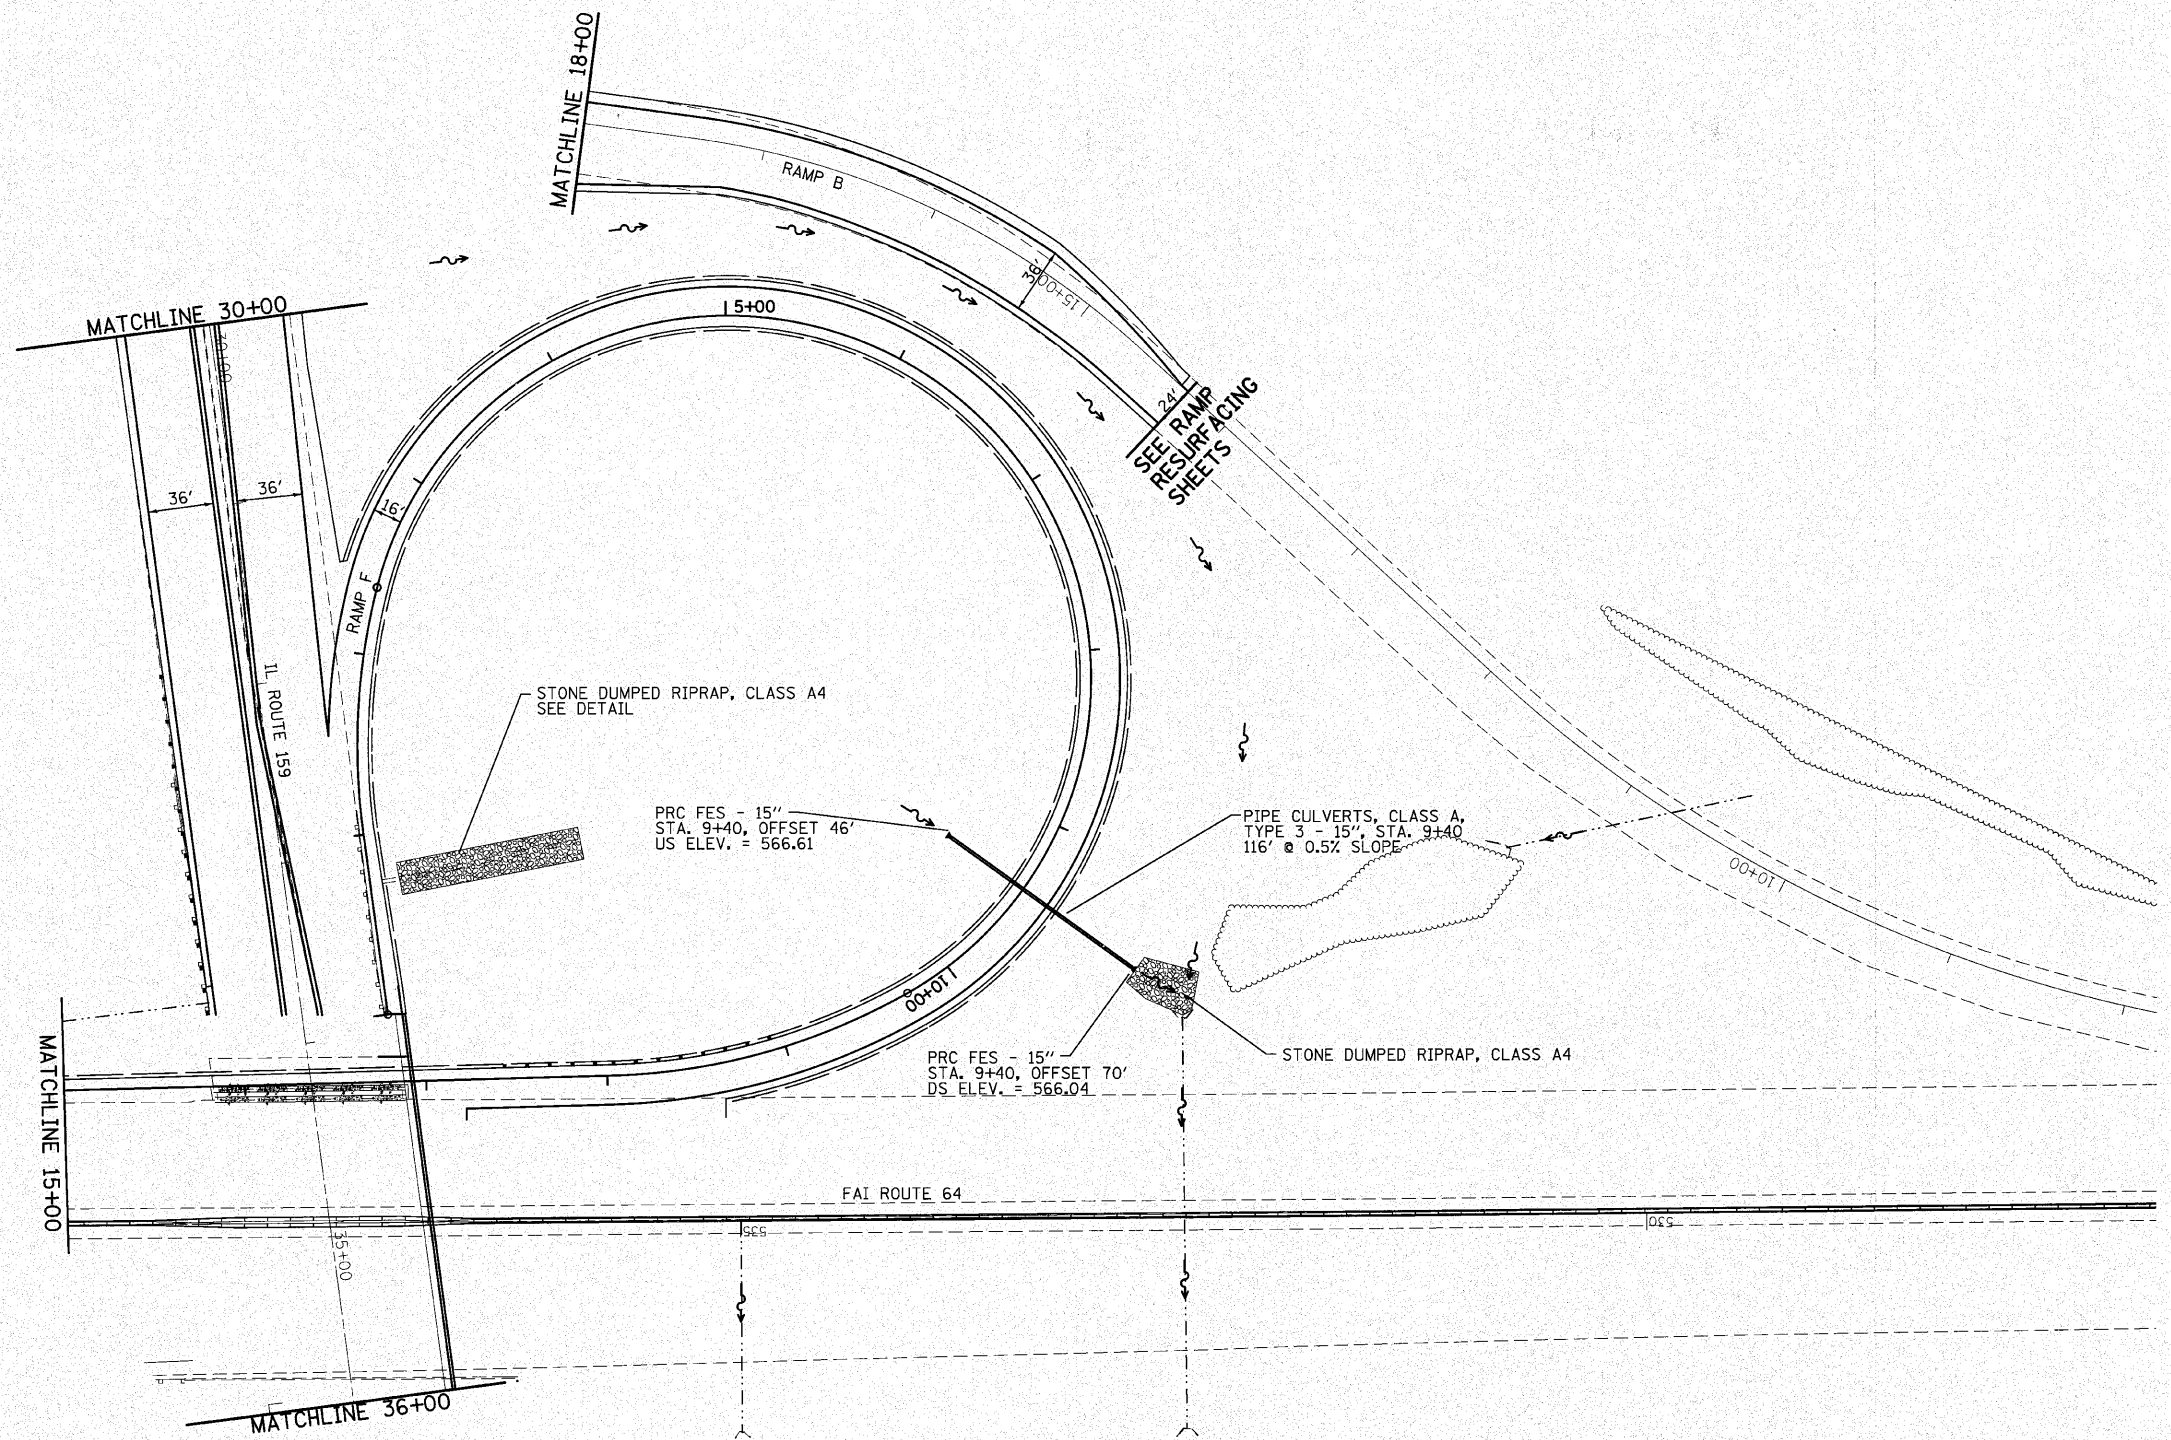 MATCHLINE 18+00
RAMP B
36'
15+00
MATCHLINE 30+00
30+00
5+00
24'
SEE RAMP
RESURFACING
SHEETS
36'
36'
16'
RAMP F
IL ROUTE 159
STONE DUMPED RIPRAP, CLASS A4
SEE DETAIL
PRC FES - 15"
STA. 9+40, OFFSET 46'
US ELEV. = 566.61
PIPE CULVERTS, CLASS A,
TYPE 3 - 15", STA. 9+40
116' @ 0.5% SLOPE
10+00
10+00
PRC FES - 15"
STA. 9+40, OFFSET 70'
DS ELEV. = 566.04
STONE DUMPED RIPRAP, CLASS A4
MATCHLINE 15+00
FAI ROUTE 64
535
530
35+00
MATCHLINE 36+00